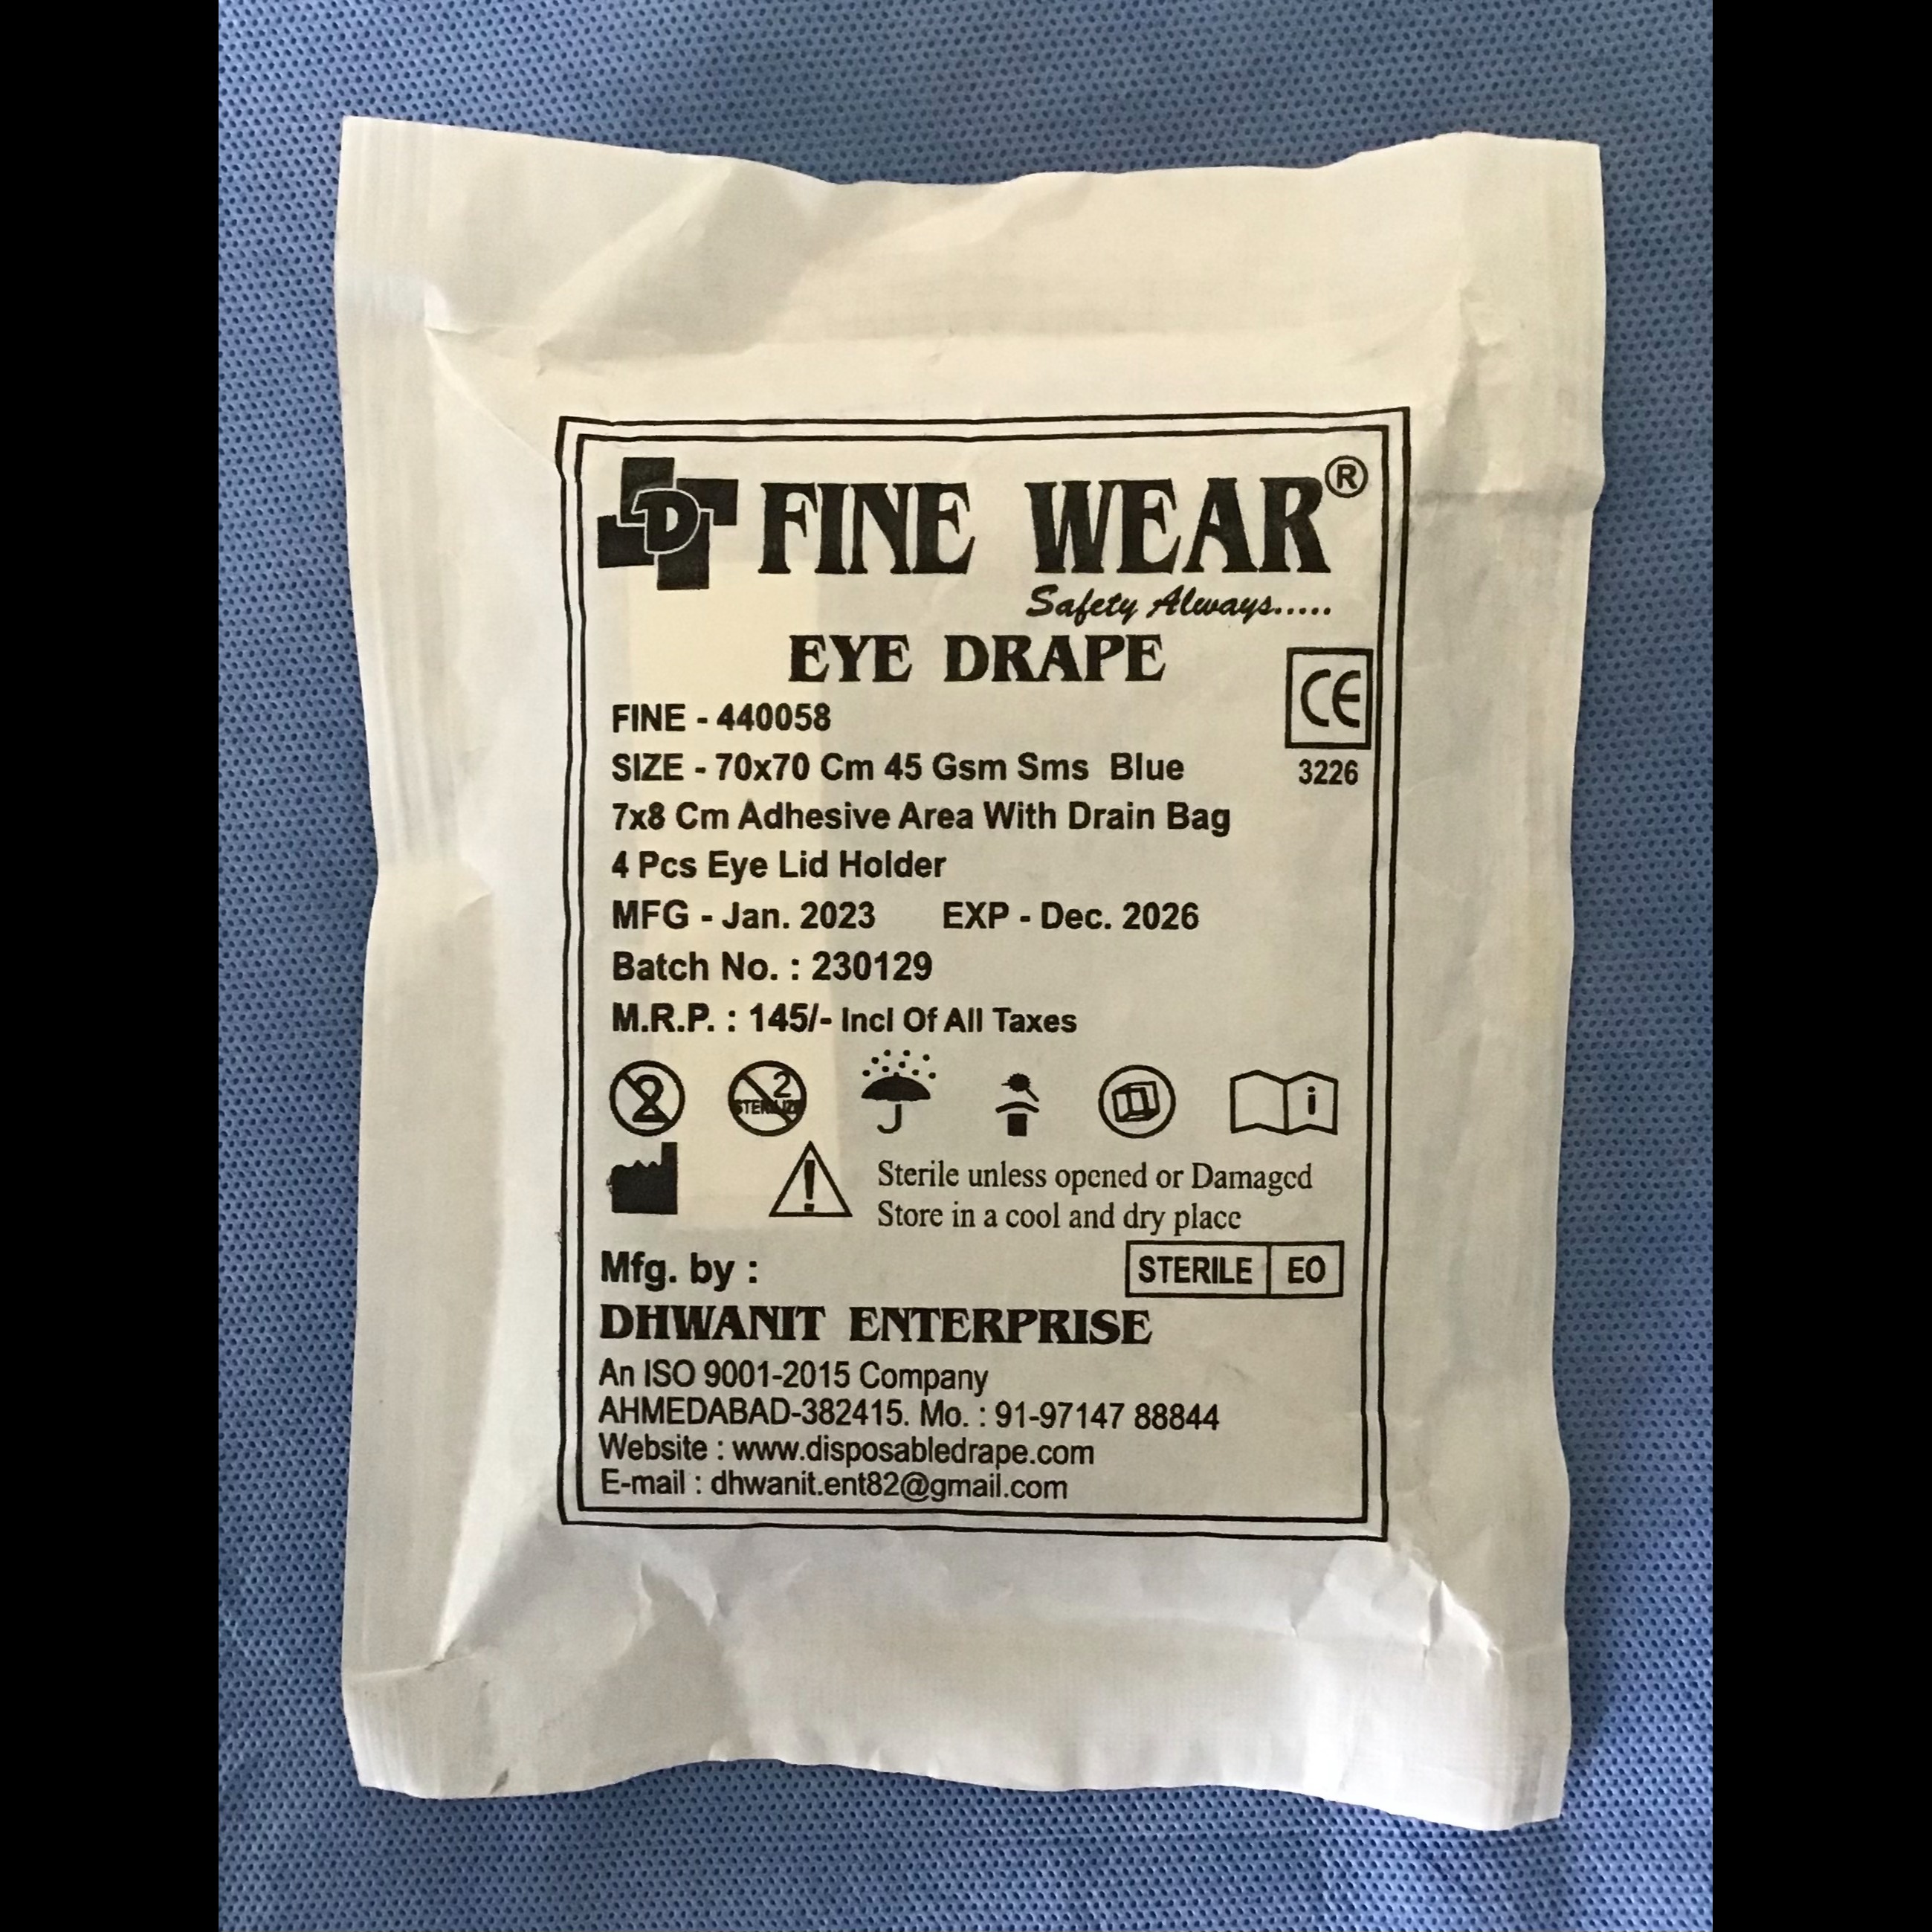 D FINE WEAR®
Safety Always.....
EYE DRAPE
CE
3226
FINE - 440058
SIZE - 70x70 Cm 45 Gsm Sms Blue
7x8 Cm Adhesive Area With Drain Bag
4 Pcs Eye Lid Holder
MFG - Jan. 2023 EXP - Dec. 2026
Batch No. : 230129
M.R.P. : 145/- Incl Of All Taxes
2 2 STERILIZE i
! Sterile unless opened or Damaged
Store in a cool and dry place
STERILE EO
Mfg. by :
DHWANIT ENTERPRISE
An ISO 9001-2015 Company
AHMEDABAD-382415. Mo. : 91-97147 88844
Website : www.disposabledrape.com
E-mail : dhwanit.ent82@gmail.com